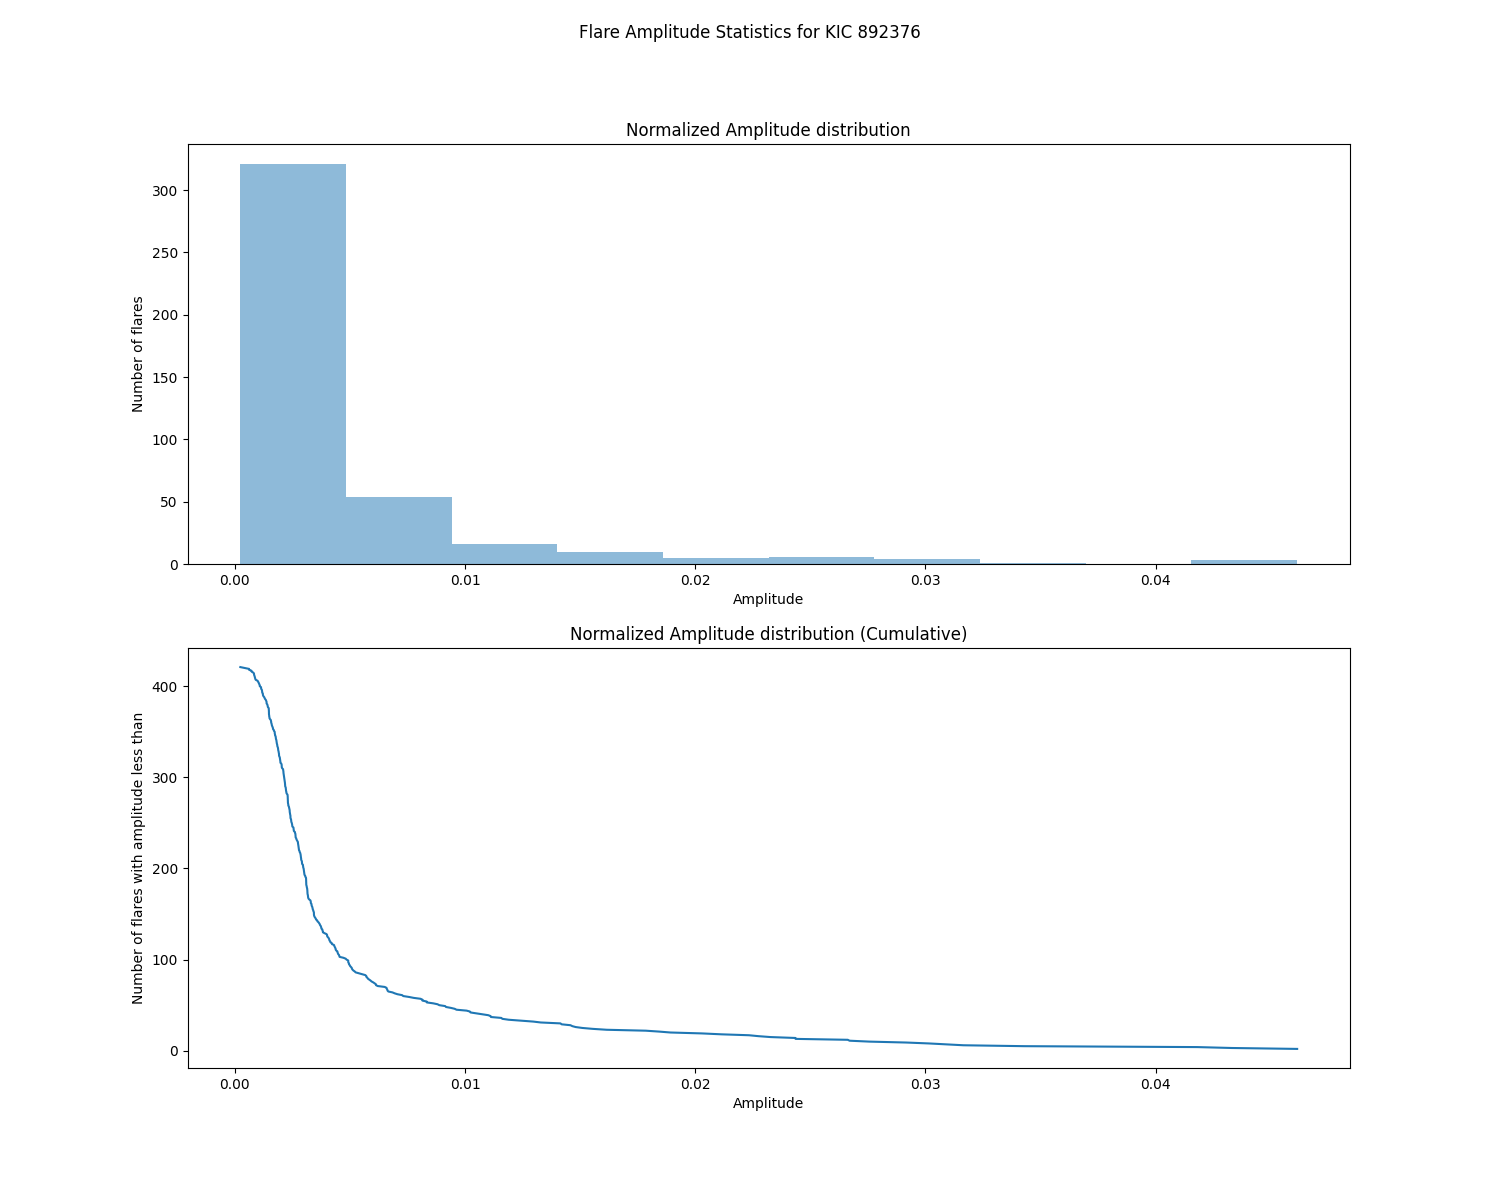 Flare Amplitude Statistics for KIC 892376
Normalized Amplitude distribution
Number of flares
300
250
200
150
100
50
0
0.00 0.01 0.02 0.03 0.04
Amplitude
Normalized Amplitude distribution (Cumulative)
Number of flares with amplitude less than
400
300
200
100
0
0.00 0.01 0.02 0.03 0.04
Amplitude